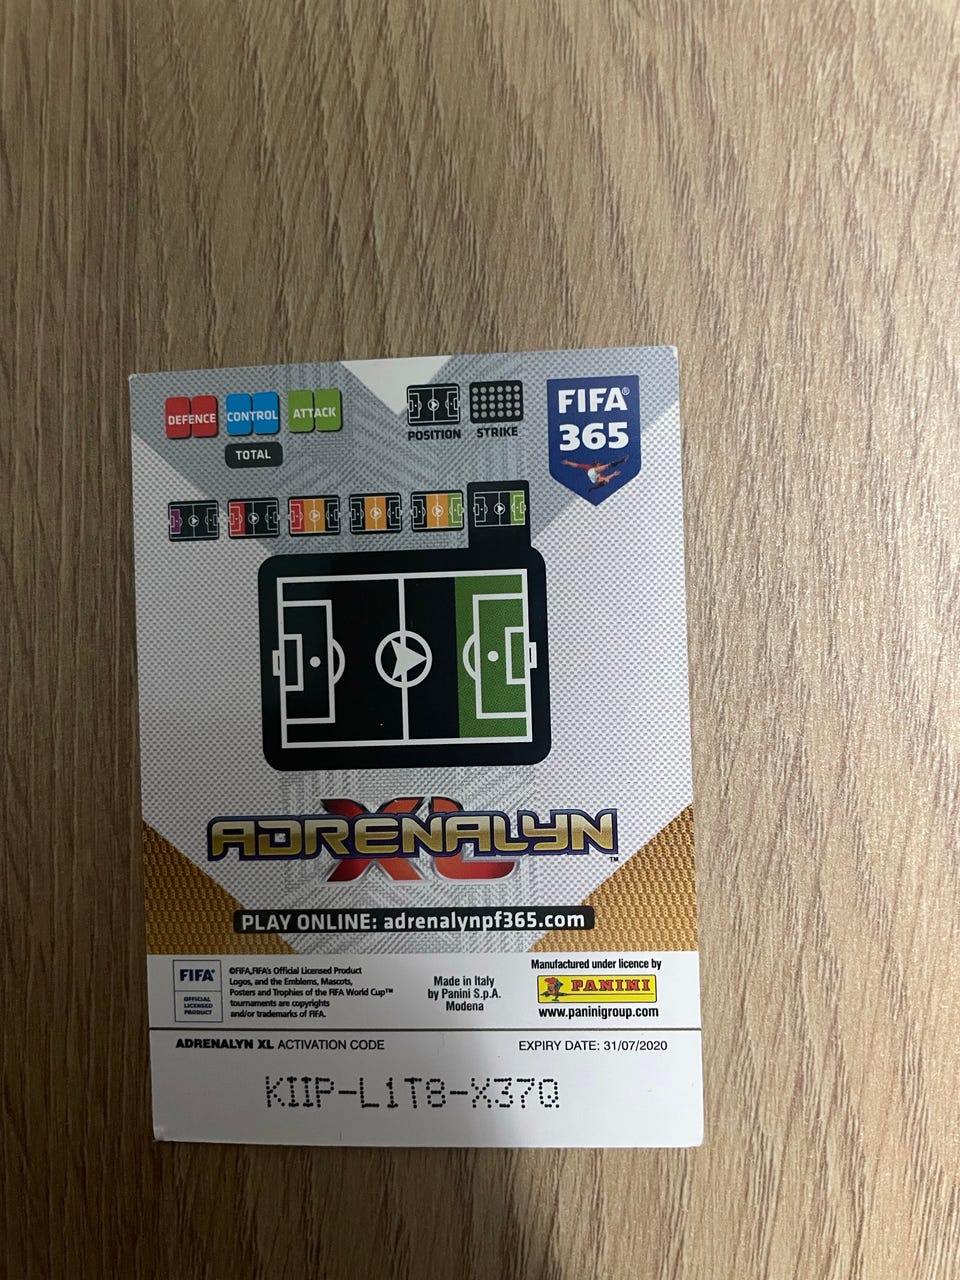 DEFENCE CONTROL ATTACK
TOTAL
POSITION STRIKE
FIFA®
365
ADRENALYN™
XL
PLAY ONLINE: adrenalynpf365.com
FIFA®
OFFICIAL
LICENSED
PRODUCT
©FIFA,FIFA's Official Licensed Product
Logos, and the Emblems, Mascots,
Posters and Trophies of the FIFA World Cup™
tournaments are copyrights
and/or trademarks of FIFA.
Made in Italy
by Panini S.p.A.
Modena
Manufactured under licence by
PANINI
www.paninigroup.com
ADRENALYN XL ACTIVATION CODE
EXPIRY DATE: 31/07/2020
KIIP-L1T8-X37Q